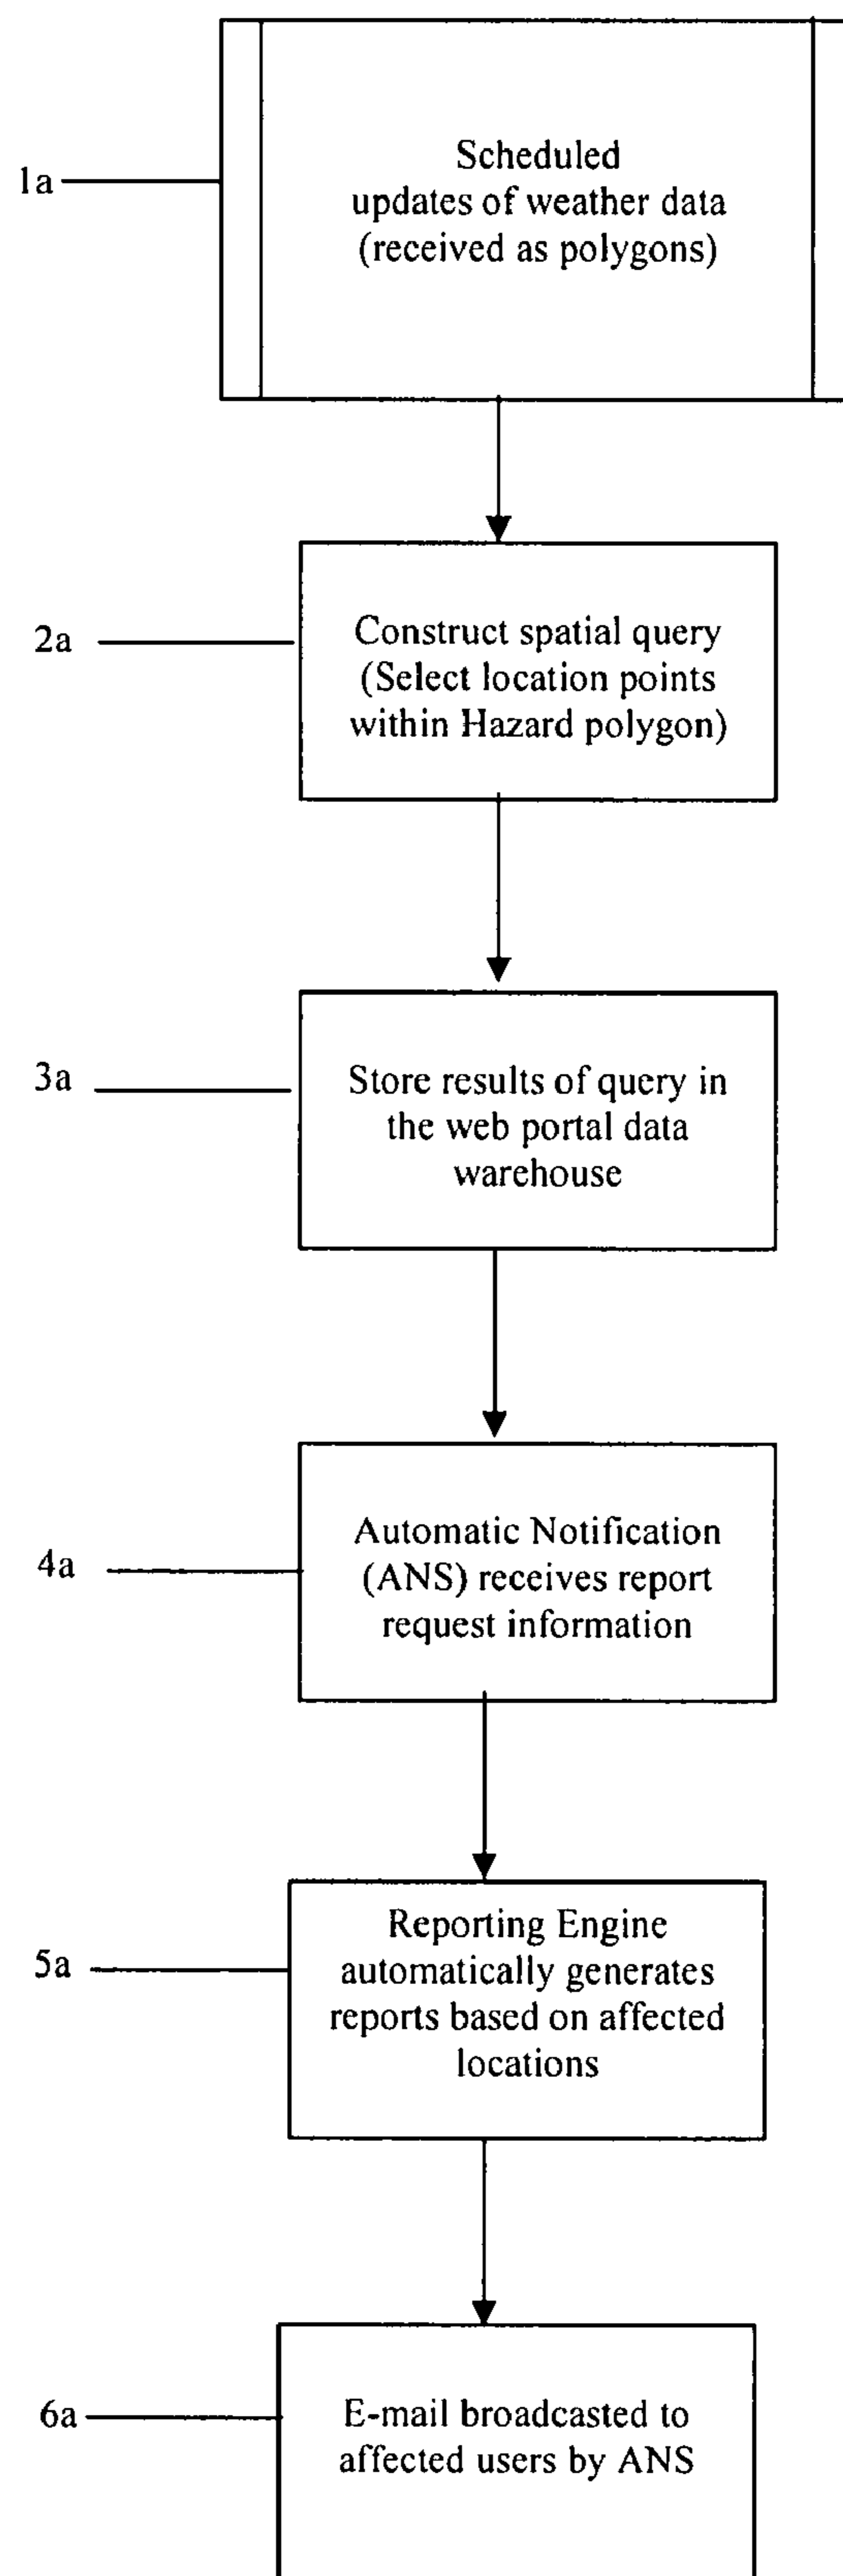 1a
Scheduled
updates of weather data
(received as polygons)
2a
Construct spatial query
(Select location points
within Hazard polygon)
3a
Store results of query in
the web portal data
warehouse
4a
Automatic Notification
(ANS) receives report
request information
5a
Reporting Engine
automatically generates
reports based on affected
locations
6a
E-mail broadcasted to
affected users by ANS